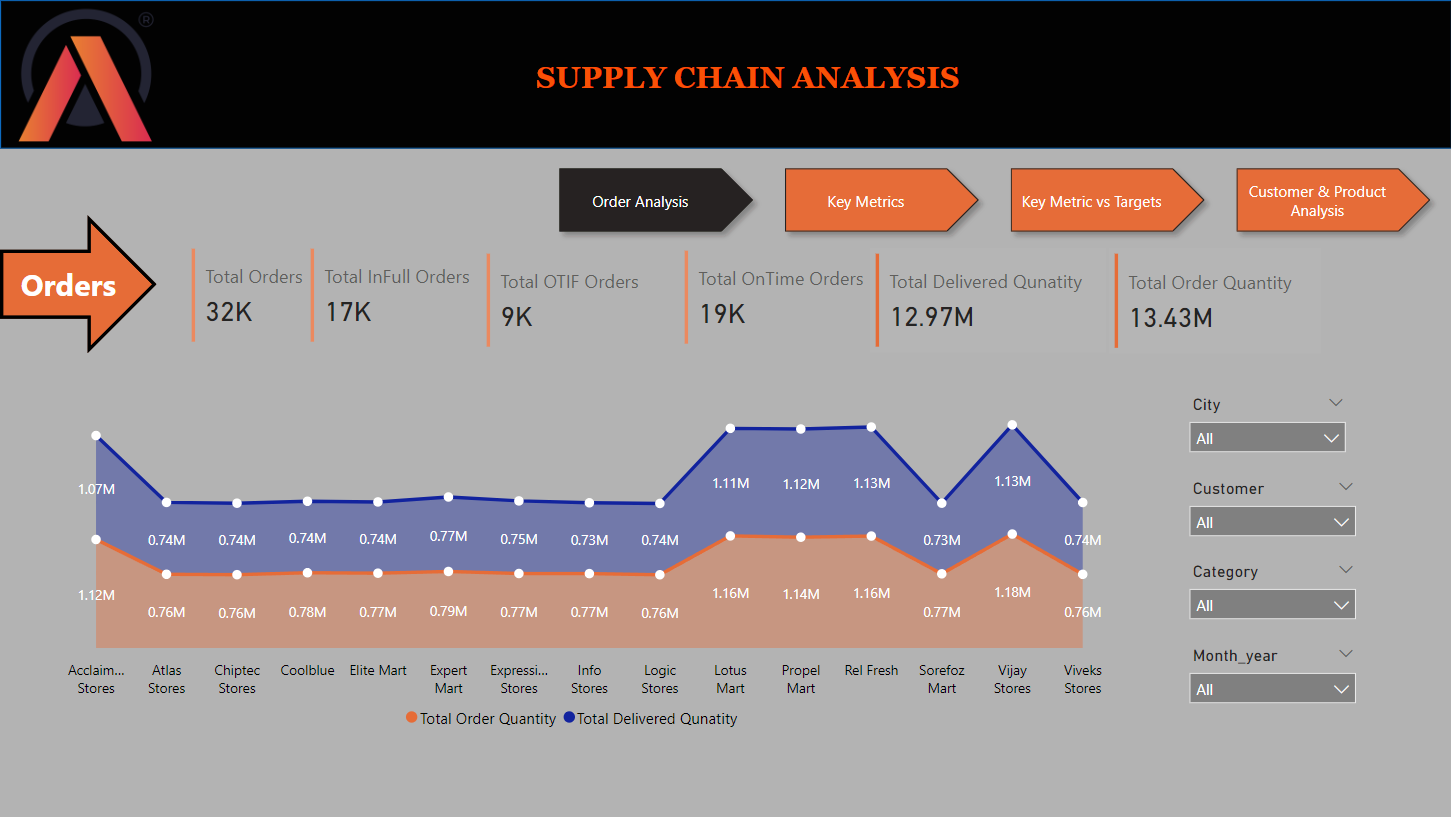 ®
SUPPLY CHAIN ANALYSIS
Order Analysis
Key Metrics
Key Metric vs Targets
Customer & Product
Analysis
Orders
Total Orders
32K
Total InFull Orders
17K
Total OTIF Orders
9K
Total OnTime Orders
19K
Total Delivered Qunatity
12.97M
Total Order Quantity
13.43M
City
All
Customer
All
Category
All
Month_year
All
1.07M
0.74M
0.74M
0.74M
0.74M
0.77M
0.75M
0.73M
0.74M
1.11M
1.12M
1.13M
0.73M
1.13M
0.74M
1.12M
0.76M
0.76M
0.78M
0.77M
0.79M
0.77M
0.77M
0.76M
1.16M
1.14M
1.16M
0.77M
1.18M
0.76M
Acclaim...
Stores
Atlas
Stores
Chiptec
Stores
Coolblue
Elite Mart
Expert
Mart
Expressi...
Stores
Info
Stores
Logic
Stores
Lotus
Mart
Propel
Mart
Rel Fresh
Sorefoz
Mart
Vijay
Stores
Viveks
Stores
Total Order Quantity
Total Delivered Qunatity